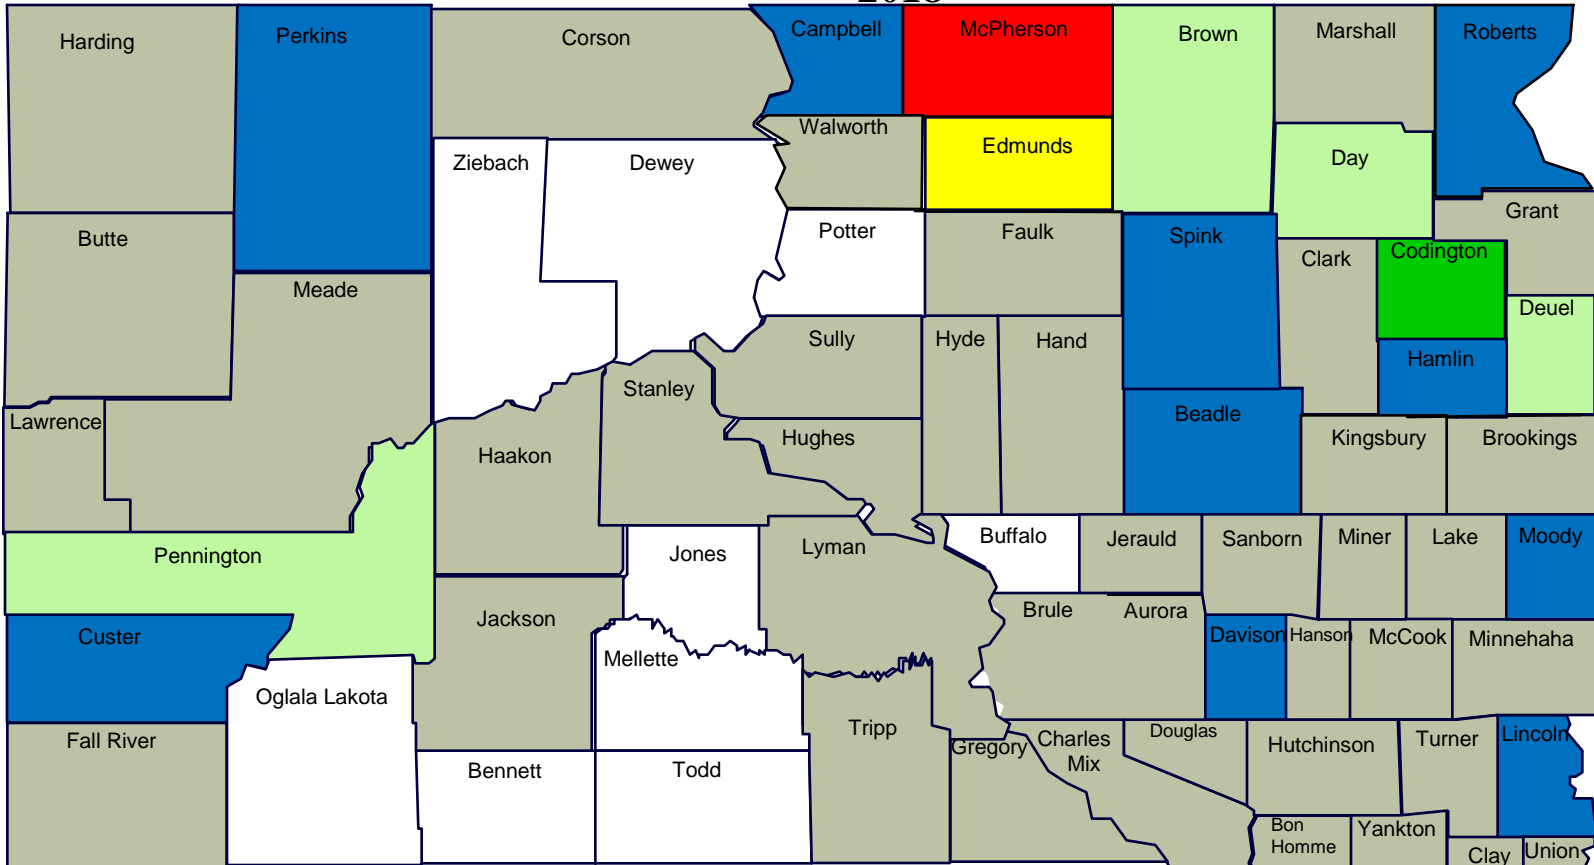 Harding
Perkins
Corson
Campbell
McPherson
Brown
Marshall
Roberts
Walworth
Edmunds
Ziebach
Dewey
Day
Grant
Butte
Potter
Faulk
Spink
Clark
Codington
Meade
Deuel
Sully
Hyde
Hand
Hamlin
Stanley
Lawrence
Beadle
Hughes
Kingsbury
Brookings
Haakon
Pennington
Jones
Lyman
Buffalo
Jerauld
Sanborn
Miner
Lake
Moody
Custer
Jackson
Brule
Aurora
Davison
Hanson
McCook
Minnehaha
Mellette
Oglala Lakota
Fall River
Tripp
Gregory
Charles
Mix
Douglas
Hutchinson
Turner
Lincoln
Bennett
Todd
Bon
Homme
Yankton
Clay
Union